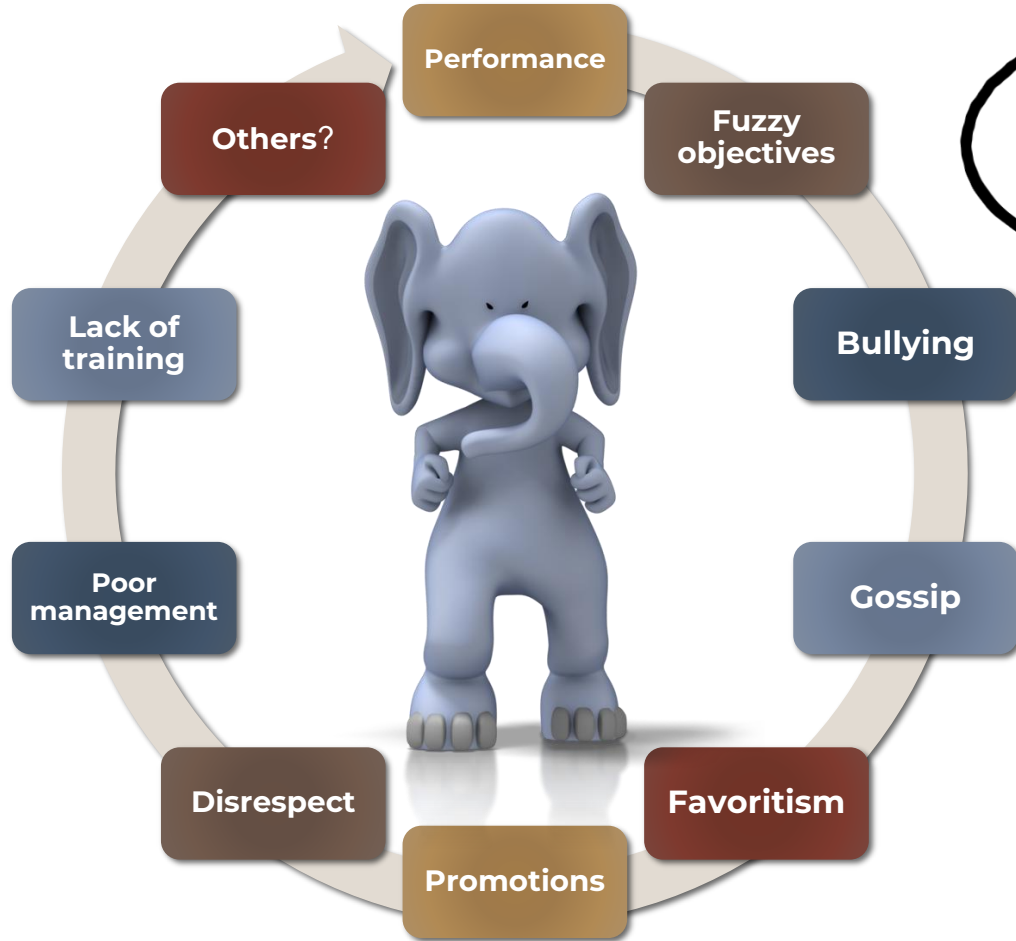 Performance
Fuzzy
objectives
Bullying
Gossip
Favoritism
Promotions
Disrespect
Poor
management
Lack of
training
Others?